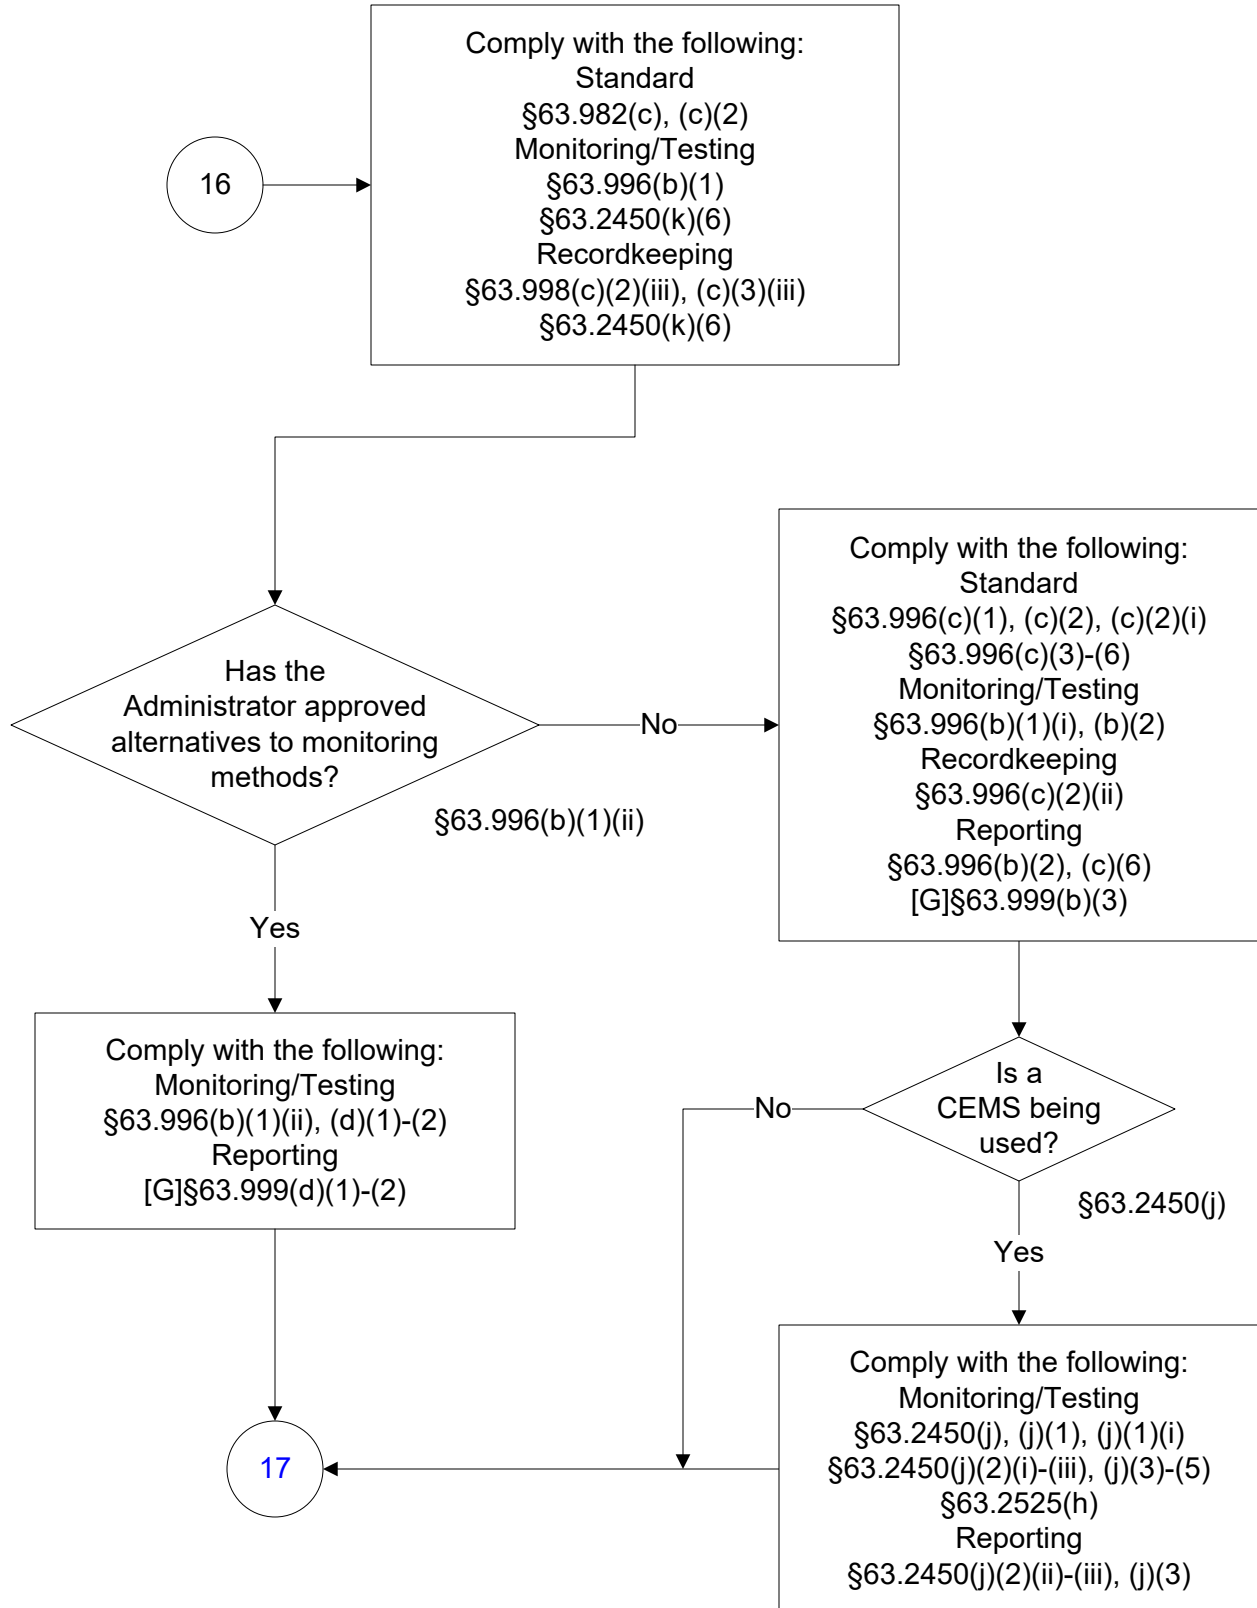 Comply with the following:
Standard
§63.982(c), (c)(2)
Monitoring/Testing
§63.996(b)(1)
§63.2450(k)(6)
Recordkeeping
§63.998(c)(2)(iii), (c)(3)(iii)
§63.2450(k)(6)
16
Has the
Administrator approved
alternatives to monitoring
methods?
§63.996(b)(1)(ii)
No
Comply with the following:
Standard
§63.996(c)(1), (c)(2), (c)(2)(i)
§63.996(c)(3)-(6)
Monitoring/Testing
§63.996(b)(1)(i), (b)(2)
Recordkeeping
§63.996(c)(2)(ii)
Reporting
§63.996(b)(2), (c)(6)
[G]§63.999(b)(3)
Yes
Comply with the following:
Monitoring/Testing
§63.996(b)(1)(ii), (d)(1)-(2)
Reporting
[G]§63.999(d)(1)-(2)
Is a
CEMS being
used?
§63.2450(j)
No
Yes
Comply with the following:
Monitoring/Testing
§63.2450(j), (j)(1), (j)(1)(i)
§63.2450(j)(2)(i)-(iii), (j)(3)-(5)
§63.2525(h)
Reporting
§63.2450(j)(2)(ii)-(iii), (j)(3)
17